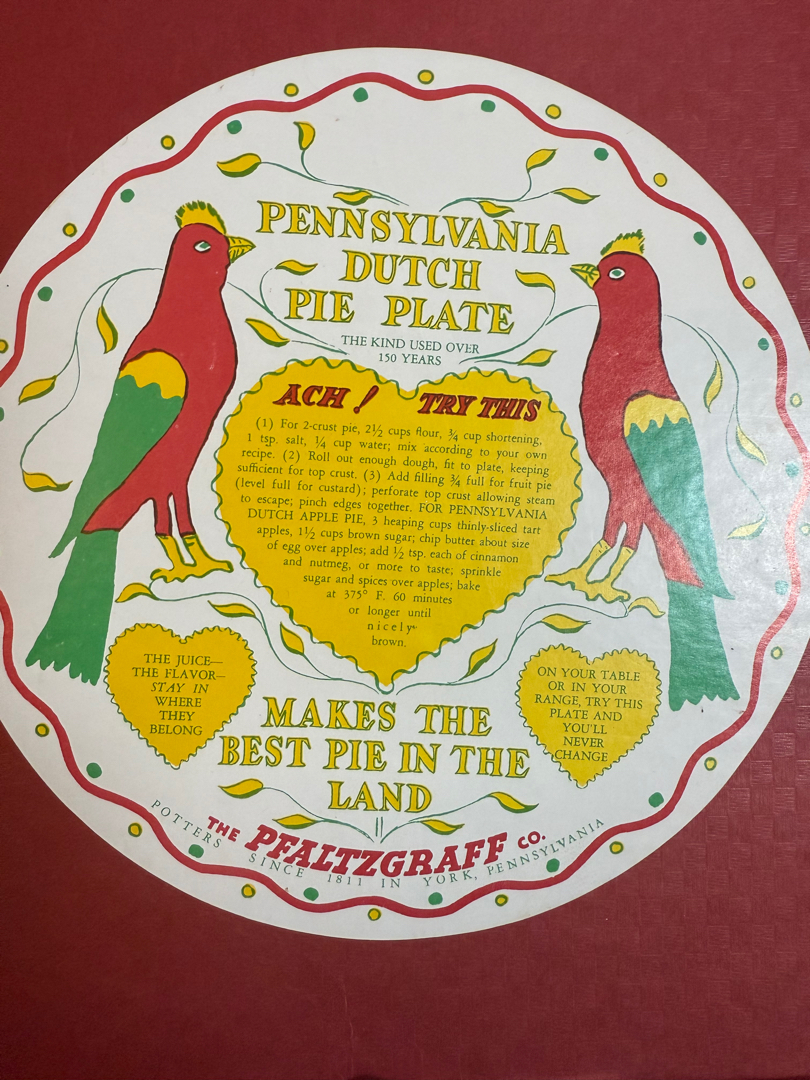 PENNSYLVANIA
DUTCH
PIE PLATE
THE KIND USED OVER
150 YEARS
ACH! TRY THIS
(1) For 2-crust pie, 2½ cups flour, ¾ cup shortening,
1 tsp. salt, ¼ cup water; mix according to your own
recipe. (2) Roll out enough dough, fit to plate, keeping
sufficient for top crust. (3) Add filling ¾ full for fruit pie
(level full for custard); perforate top crust allowing steam
to escape; pinch edges together. FOR PENNSYLVANIA
DUTCH APPLE PIE, 3 heaping cups thinly-sliced tart
apples, 1½ cups brown sugar; chip butter about size
of egg over apples; add ½ tsp. each of cinnamon
and nutmeg, or more to taste; sprinkle
sugar and spices over apples; bake
at 375° F. 60 minutes
or longer until
nicely
brown.
THE JUICE—
THE FLAVOR—
STAY IN
WHERE
THEY
BELONG
ON YOUR TABLE
OR IN YOUR
RANGE, TRY THIS
PLATE AND
YOU'LL
NEVER
CHANGE
MAKES THE
BEST PIE IN THE
LAND
THE PFALTZGRAFF CO.
POTTERS SINCE 1811 IN YORK, PENNSYLVANIA